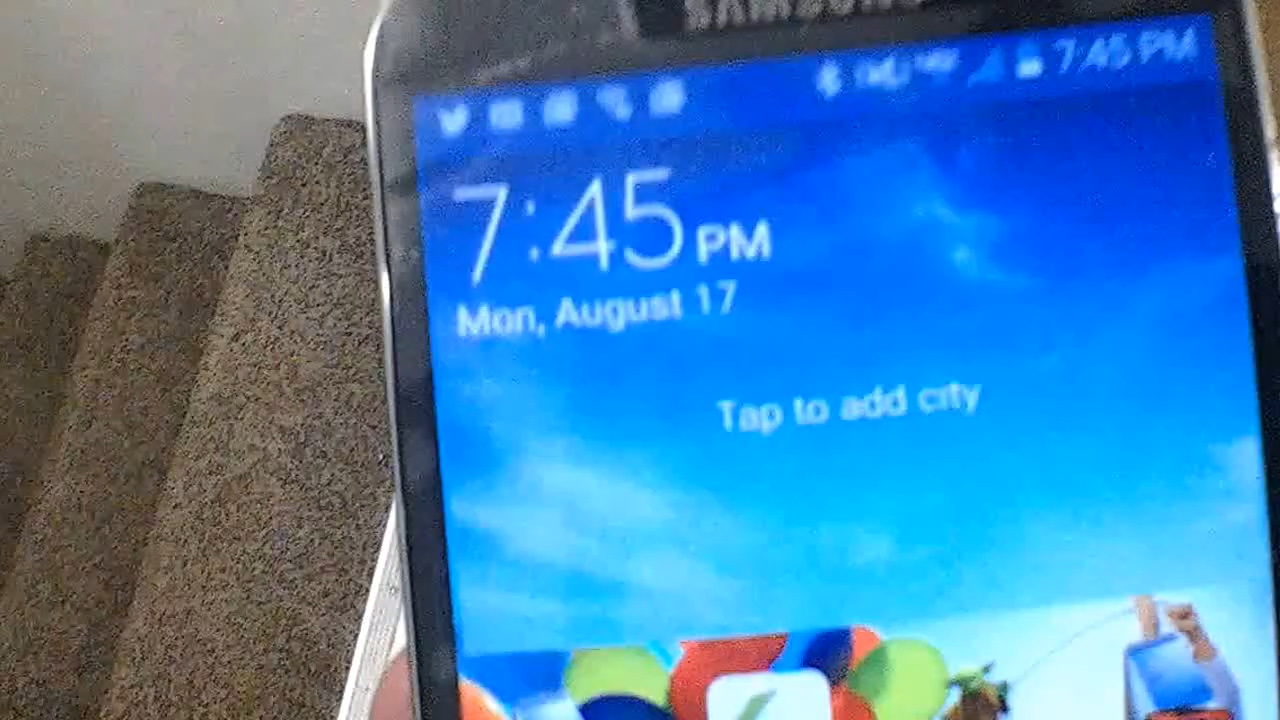 SAMSUNG
7:45 PM
7:45 PM
Mon, August 17
Tap to add city